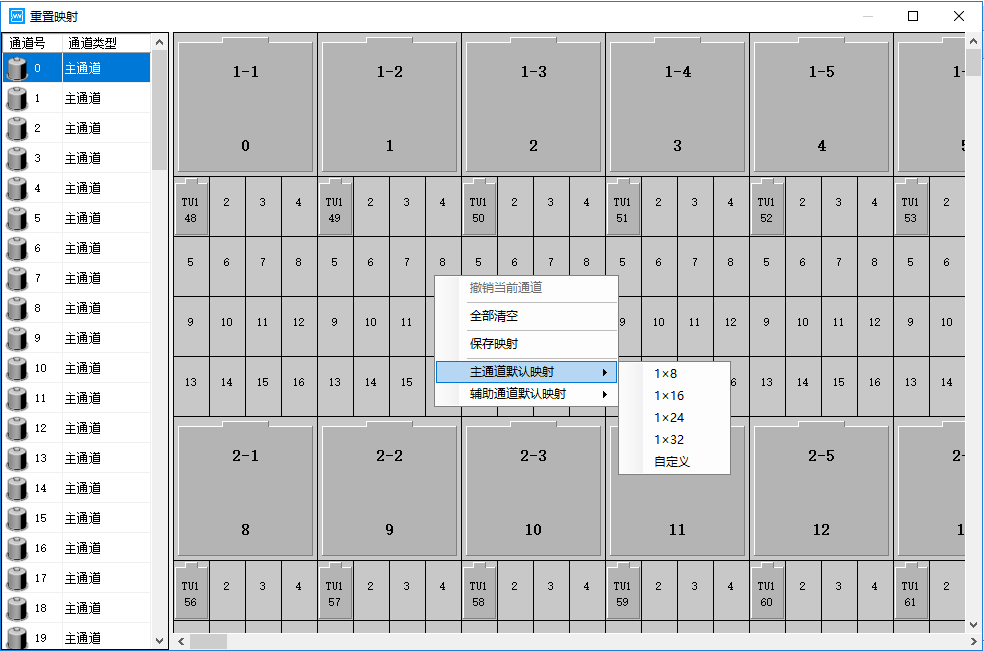 重置映射
通道号 通道类型
0 主通道
1 主通道
2 主通道
3 主通道
4 主通道
5 主通道
6 主通道
7 主通道
8 主通道
9 主通道
10 主通道
11 主通道
12 主通道
13 主通道
14 主通道
15 主通道
16 主通道
17 主通道
18 主通道
19 主通道
1-1 1-2 1-3 1-4 1-5 1-
0 1 2 3 4
TU1 2 3 4 TU1 2 3 4 TU1 2 3 4 TU1 2 3 4 TU1 2 3 4 TU1 2
48 49 50 51 52 53
5 6 7 8 5 6 7 8 5 6 7 8 5 6 7 8 5 6 7 8 5 6
9 10 11 12 9 10 11 9 10 11 12 9 10 11 12 9 10
13 14 15 16 13 14 15 6 13 14 15 16 13 14
撤销当前通道
全部清空
保存映射
主通道默认映射
辅助通道默认映射
1×8
1×16
1×24
1×32
自定义
2-1 2-2 2-3 2-5 2-
8 9 10 11 12 1
TU1 2 3 4 TU1 2 3 4 TU1 2 3 4 TU1 2 3 4 TU1 2 3 4 TU1 2
56 57 58 59 60 61